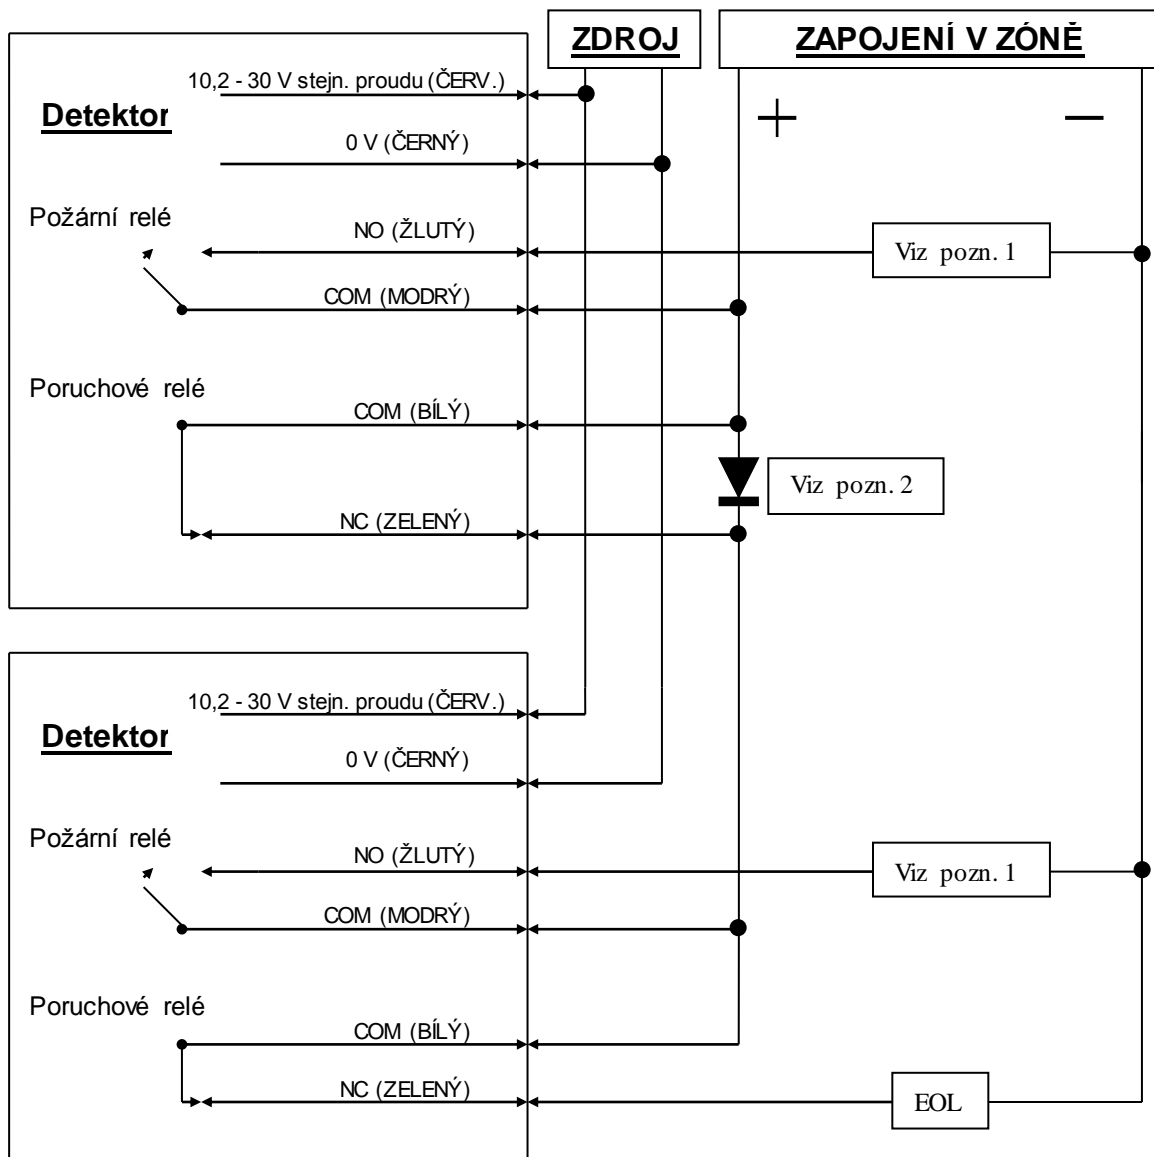 ZDROJ
ZAPOJENÍ V ZÓNĚ
+
−
Detektor
10,2 - 30 V stejn. proudu (ČERV.)
0 V (ČERNÝ)
Požární relé
NO (ŽLUTÝ)
Viz pozn. 1
COM (MODRÝ)
Poruchové relé
COM (BÍLÝ)
Viz pozn. 2
NC (ZELENÝ)
Detektor
10,2 - 30 V stejn. proudu (ČERV.)
0 V (ČERNÝ)
Požární relé
NO (ŽLUTÝ)
Viz pozn. 1
COM (MODRÝ)
Poruchové relé
COM (BÍLÝ)
NC (ZELENÝ)
EOL